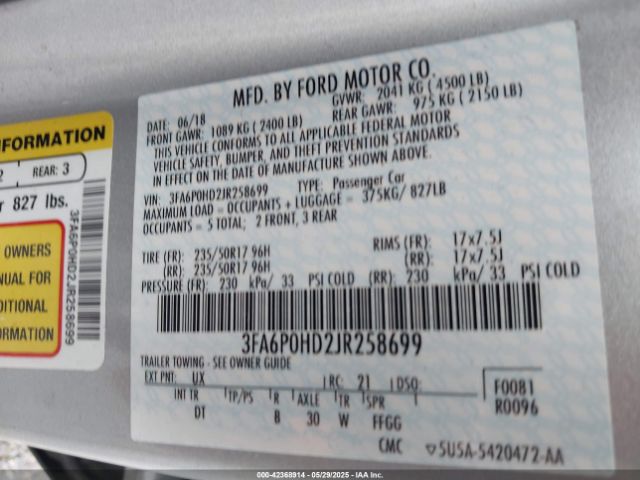 MFD. BY FORD MOTOR CO.
DATE: 06/18 GVWR: 2041 KG ( 4500 LB)
FRONT GAWR: 1089 KG ( 2400 LB) REAR GAWR: 975 KG ( 2150 LB)
THIS VEHICLE CONFORMS TO ALL APPLICABLE FEDERAL MOTOR
VEHICLE SAFETY, BUMPER, AND THEFT PREVENTION STANDARDS
IN EFFECT ON THE DATE OF MANUFACTURE SHOWN ABOVE.
VIN: 3FA6P0HD2JR258699 TYPE: Passenger Car
MAXIMUM LOAD = OCCUPANTS + LUGGAGE = 375KG/ 827LB
OCCUPANTS = 5 TOTAL; 2 FRONT, 3 REAR
TIRE (FR): 235/50R17 96H RIMS (FR): 17x7.5J
(RR): 235/50R17 96H (RR): 17x7.5J
PRESSURE (FR): 230 kPa/ 33 PSI COLD (RR): 230 kPa/ 33 PSI COLD
3FA6P0HD2JR258699
TRAILER TOWING - SEE OWNER GUIDE
EXT PNT: UX RC: 21 DSO: F0081
INT TR TP/PS R AXLE TR SPR R0096
DT B 30 W FFGG
CMC 5U5A-5420472-AA
INFORMATION
2 REAR: 3
r 827 lbs.
OWNERS
NUAL FOR
DITIONAL
FORMATION
3FA6P0HD2JR258699
000-42368914 - 05/29/2025 - IAA, Inc.